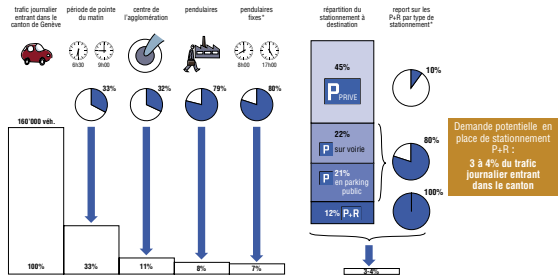 trafic journalier
entrant dans le
canton de Genève
période de pointe
du matin
centre de
l'agglomération
pendulaires
pendulaires
fixes*
répartition du
stationnement à
destination
report sur les
P+R par type de
stationnement*
6h30
9h00
8h00
17h00
33%
32%
79%
80%
160'000 véh.
100%
33%
11%
8%
7%
45%
P PRIVE
22%
P sur voirie
P 21%
en parking
public
12% P+R
10%
80%
100%
3-4%
Demande potentielle en
place de stationnement
P+R :
3 à 4% du trafic
journalier entrant
dans le canton